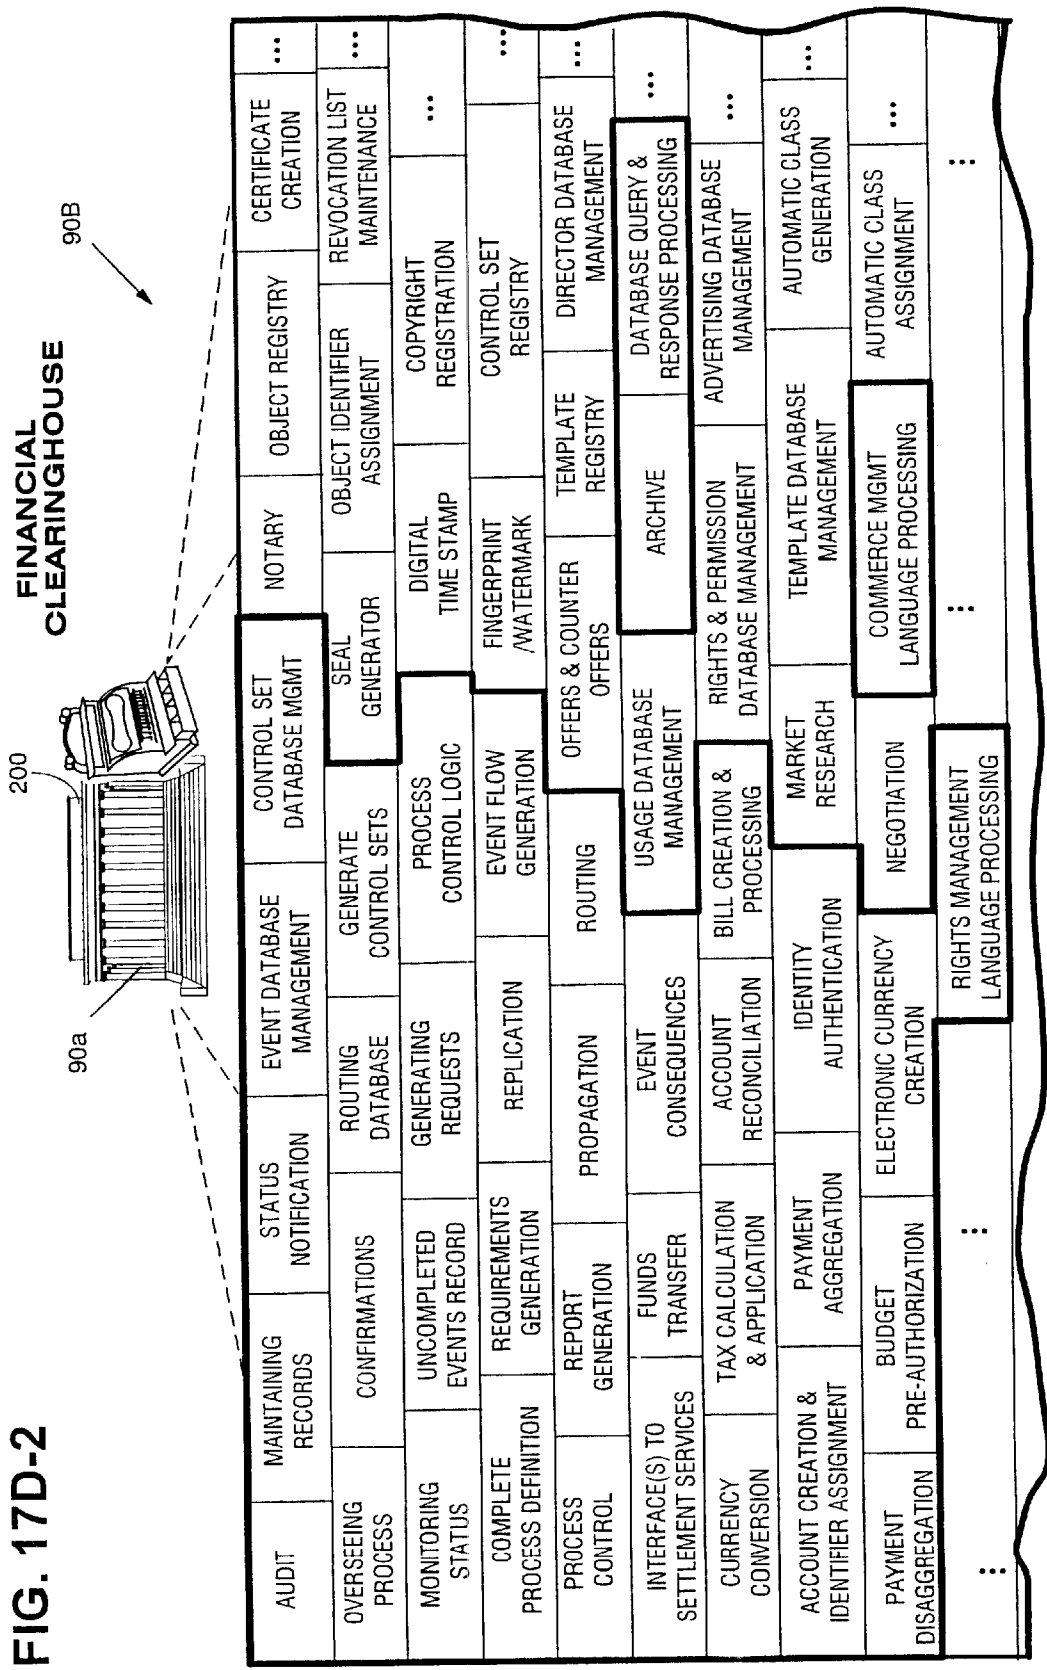 FIG. 17D-2
FINANCIAL
CLEARINGHOUSE
200
90a
90B
AUDIT
MAINTAINING
RECORDS
STATUS
NOTIFICATION
EVENT DATABASE
MANAGEMENT
CONTROL SET
DATABASE MGMT
NOTARY
OBJECT REGISTRY
CERTIFICATE
CREATION
...
OVERSEEING
PROCESS
CONFIRMATIONS
ROUTING
DATABASE
GENERATE
CONTROL SETS
SEAL
GENERATOR
OBJECT IDENTIFIER
ASSIGNMENT
REVOCATION LIST
MAINTENANCE
...
MONITORING
STATUS
UNCOMPLETED
EVENTS RECORD
GENERATING
REQUESTS
PROCESS
CONTROL LOGIC
DIGITAL
TIME STAMP
COPYRIGHT
REGISTRATION
...
COMPLETE
PROCESS DEFINITION
REQUIREMENTS
GENERATION
REPLICATION
EVENT FLOW
GENERATION
FINGERPRINT
/WATERMARK
CONTROL SET
REGISTRY
...
PROCESS
CONTROL
REPORT
GENERATION
PROPAGATION
ROUTING
OFFERS & COUNTER
OFFERS
TEMPLATE
REGISTRY
DIRECTOR DATABASE
MANAGEMENT
...
INTERFACE(S) TO
SETTLEMENT SERVICES
FUNDS
TRANSFER
EVENT
CONSEQUENCES
USAGE DATABASE
MANAGEMENT
ARCHIVE
DATABASE QUERY &
RESPONSE PROCESSING
...
CURRENCY
CONVERSION
TAX CALCULATION
& APPLICATION
ACCOUNT
RECONCILIATION
BILL CREATION &
PROCESSING
RIGHTS & PERMISSION
DATABASE MANAGEMENT
ADVERTISING DATABASE
MANAGEMENT
...
ACCOUNT CREATION &
IDENTIFIER ASSIGNMENT
PAYMENT
AGGREGATION
IDENTITY
AUTHENTICATION
MARKET
RESEARCH
TEMPLATE DATABASE
MANAGEMENT
AUTOMATIC CLASS
GENERATION
...
PAYMENT
DISAGGREGATION
BUDGET
PRE-AUTHORIZATION
ELECTRONIC CURRENCY
CREATION
NEGOTIATION
COMMERCE MGMT
LANGUAGE PROCESSING
AUTOMATIC CLASS
ASSIGNMENT
...
...
...
RIGHTS MANAGEMENT
LANGUAGE PROCESSING
...
...